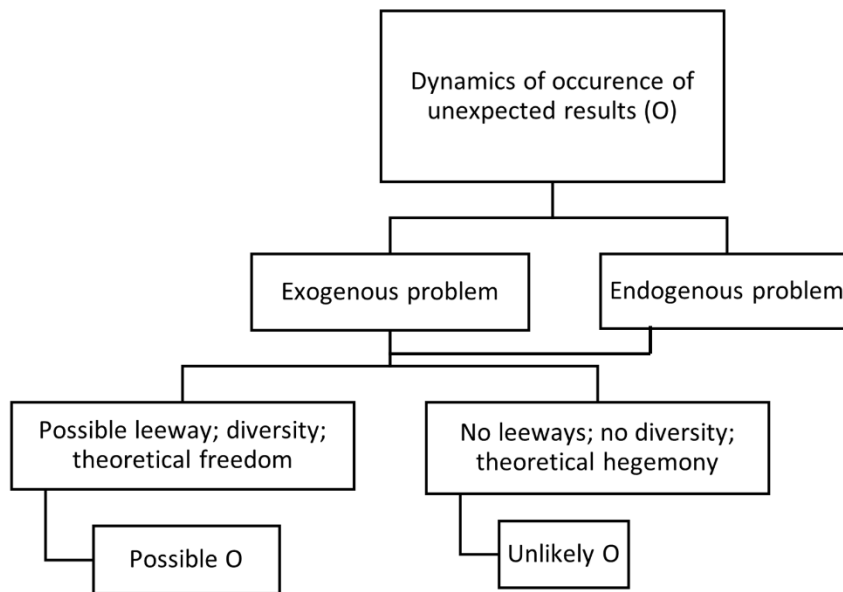 Dynamics of occurence of
unexpected results (O)
Exogenous problem
Endogenous problem
Possible leeway; diversity;
theoretical freedom
No leeways; no diversity;
theoretical hegemony
Possible O
Unlikely O